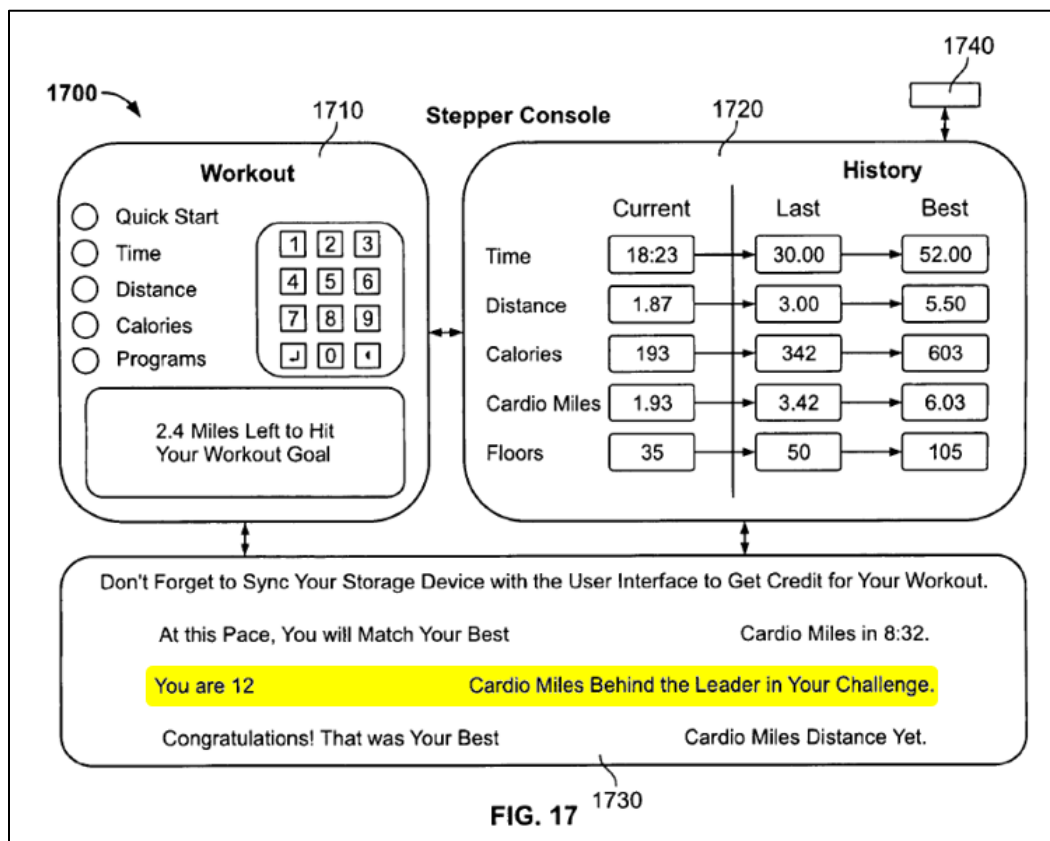 1740
1700
1710
Stepper Console
1720
Workout
Quick Start
Time
Distance
Calories
Programs
1 2 3
4 5 6
7 8 9
↵ 0 ‹
2.4 Miles Left to Hit
Your Workout Goal
History
Current Last Best
Time 18:23 30.00 52.00
Distance 1.87 3.00 5.50
Calories 193 342 603
Cardio Miles 1.93 3.42 6.03
Floors 35 50 105
Don't Forget to Sync Your Storage Device with the User Interface to Get Credit for Your Workout.
At this Pace, You will Match Your Best Cardio Miles in 8:32.
You are 12 Cardio Miles Behind the Leader in Your Challenge.
Congratulations! That was Your Best Cardio Miles Distance Yet.
1730
FIG. 17